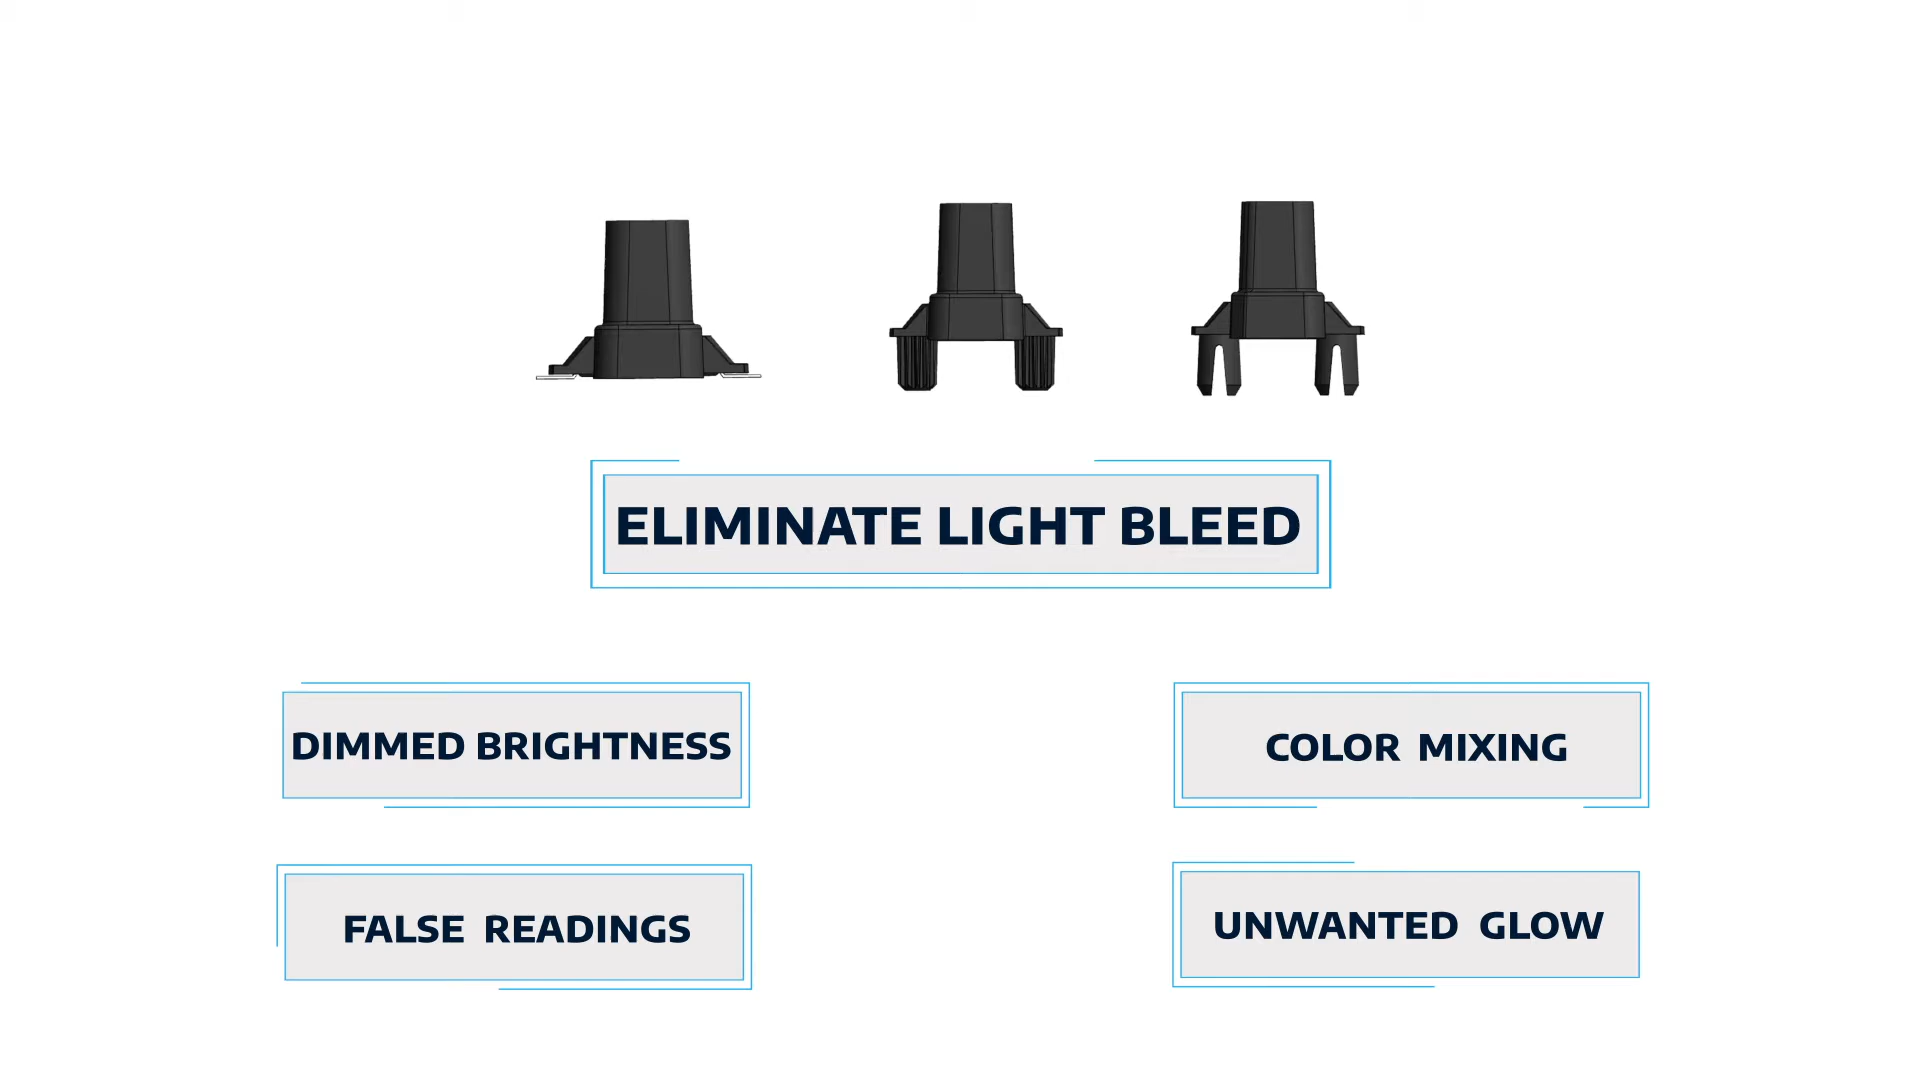 ELIMINATE LIGHT BLEED
DIMMED BRIGHTNESS
COLOR MIXING
FALSE READINGS
UNWANTED GLOW